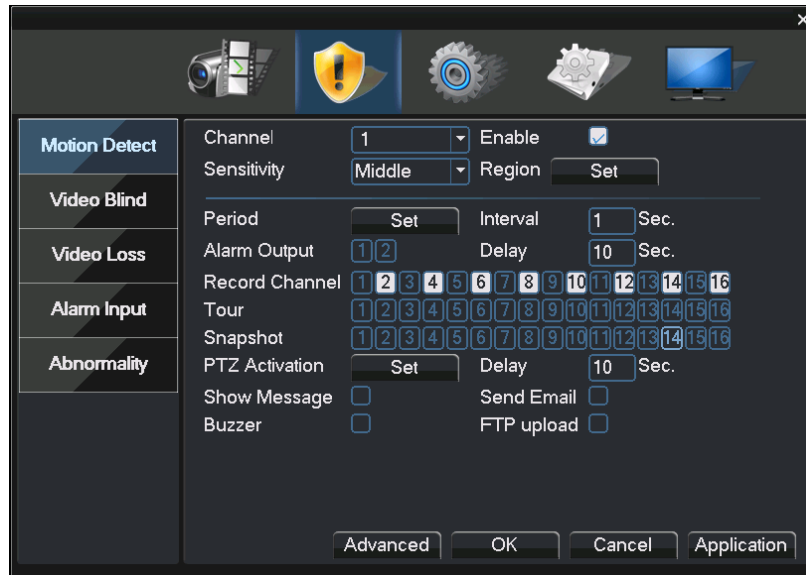 Motion Detect
Video Blind
Video Loss
Alarm Input
Abnormality
Channel 1 Enable
Sensitivity Middle Region Set
Period Set Interval 1 Sec.
Alarm Output 1 2 Delay 10 Sec.
Record Channel 1 2 3 4 5 6 7 8 9 10 11 12 13 14 15 16
Tour 1 2 3 4 5 6 7 8 9 10 11 12 13 14 15 16
Snapshot 1 2 3 4 5 6 7 8 9 10 11 12 13 14 15 16
PTZ Activation Set Delay 10 Sec.
Show Message Send Email
Buzzer FTP upload
Advanced OK Cancel Application